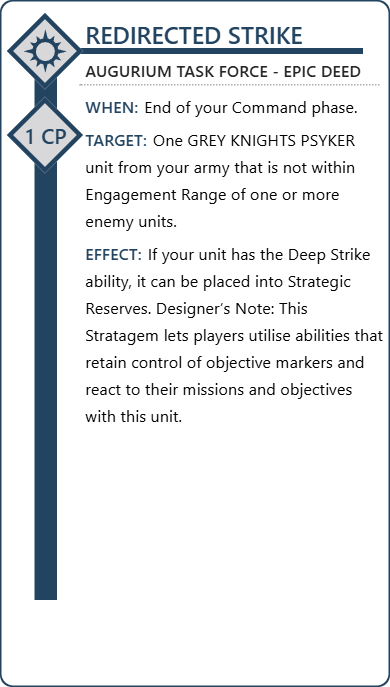 REDIRECTED STRIKE
AUGURIUM TASK FORCE - EPIC DEED
WHEN: End of your Command phase.
1 CP
TARGET: One GREY KNIGHTS PSYKER
unit from your army that is not within
Engagement Range of one or more
enemy units.
EFFECT: If your unit has the Deep Strike
ability, it can be placed into Strategic
Reserves. Designer's Note: This
Stratagem lets players utilise abilities that
retain control of objective markers and
react to their missions and objectives
with this unit.